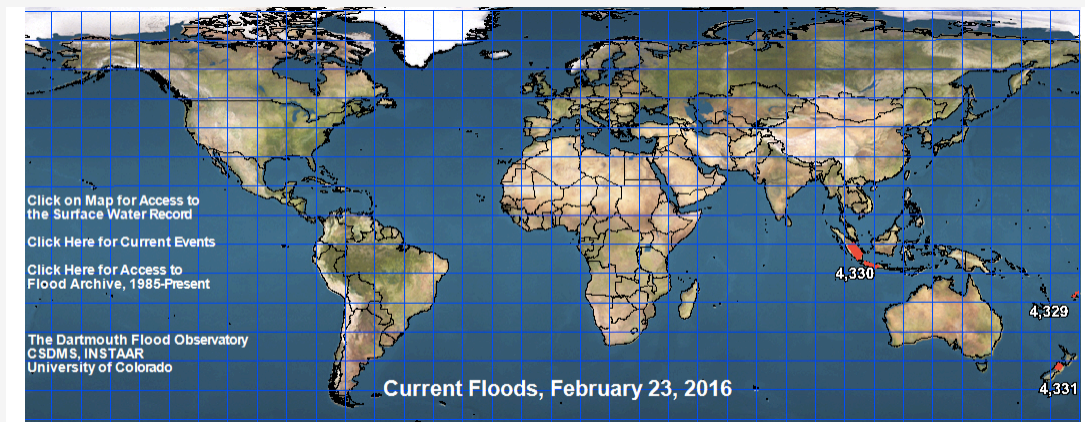 Click on Map for Access to
the Surface Water Record
Click Here for Current Events
4,330
Click Here for Access to
Flood Archive, 1985-Present
4,329
The Dartmouth Flood Observatory
CSDMS, INSTAAR
University of Colorado
Current Floods, February 23, 2016
4,331